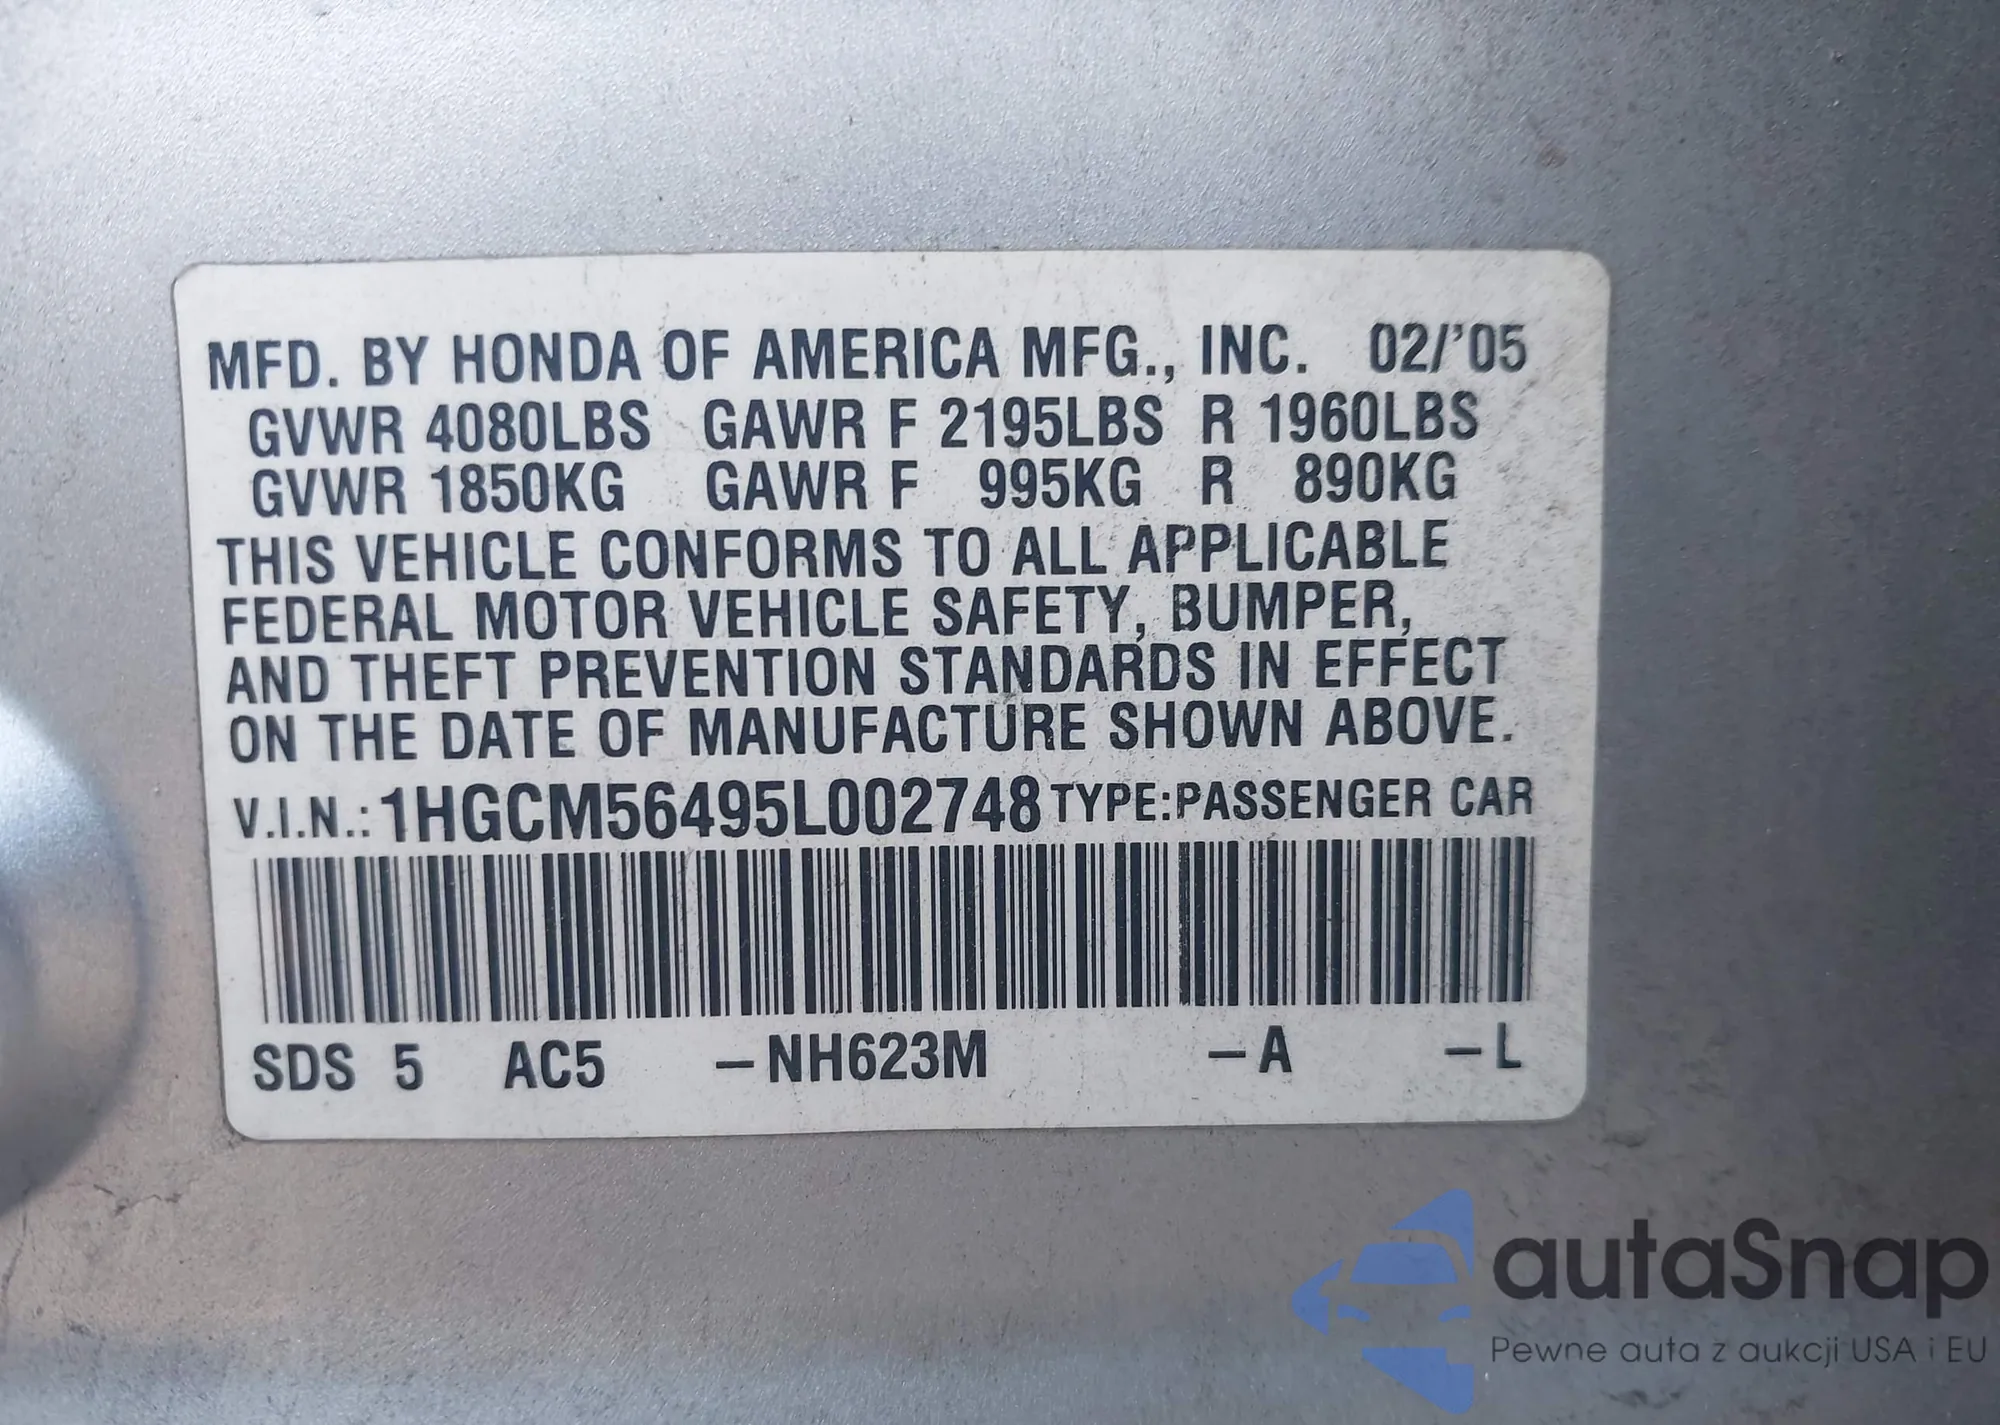 MFD. BY HONDA OF AMERICA MFG., INC. 02/'05
GVWR 4080LBS GAWR F 2195LBS R 1960LBS
GVWR 1850KG GAWR F 995KG R 890KG
THIS VEHICLE CONFORMS TO ALL APPLICABLE
FEDERAL MOTOR VEHICLE SAFETY, BUMPER,
AND THEFT PREVENTION STANDARDS IN EFFECT
ON THE DATE OF MANUFACTURE SHOWN ABOVE.
V.I.N.: 1HGCM56495L002748 TYPE:PASSENGER CAR
SDS 5 AC5 –NH623M –A –L
autaSnap
Pewne auta z aukcji USA i EU